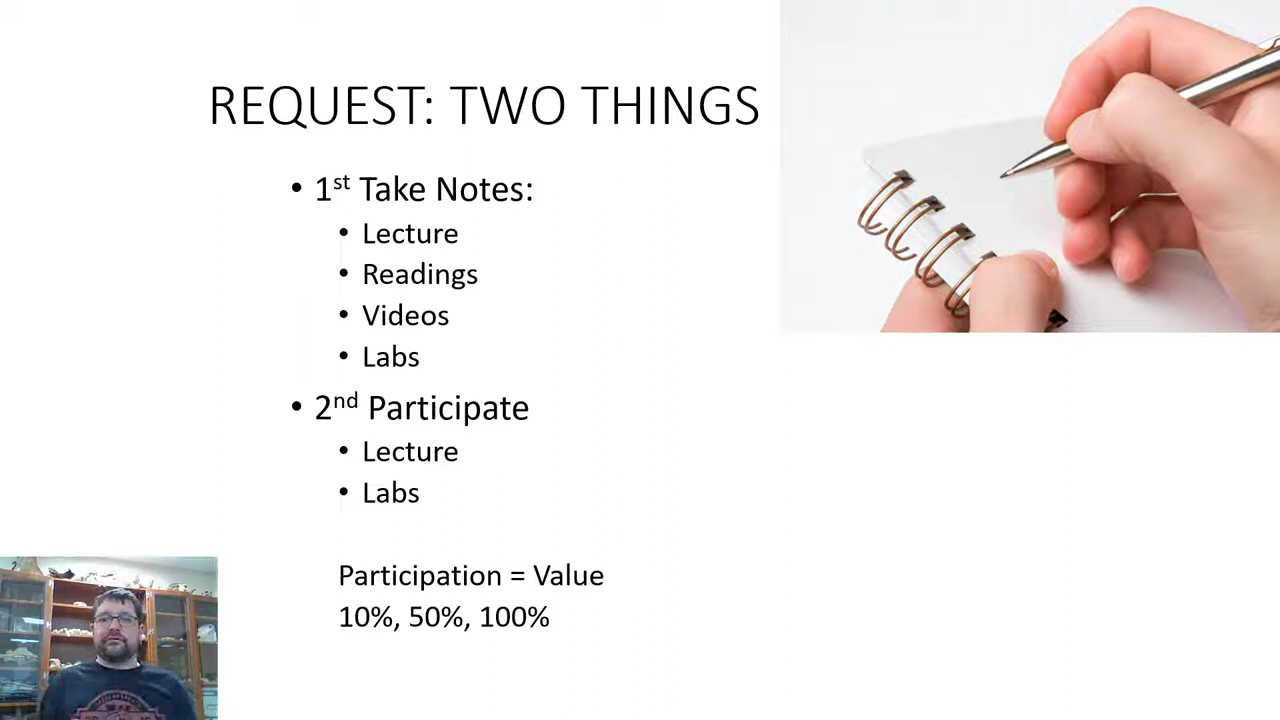 REQUEST: TWO THINGS
• 1st Take Notes:
• Lecture
• Readings
• Videos
• Labs
• 2nd Participate
• Lecture
• Labs
Participation = Value
10%, 50%, 100%